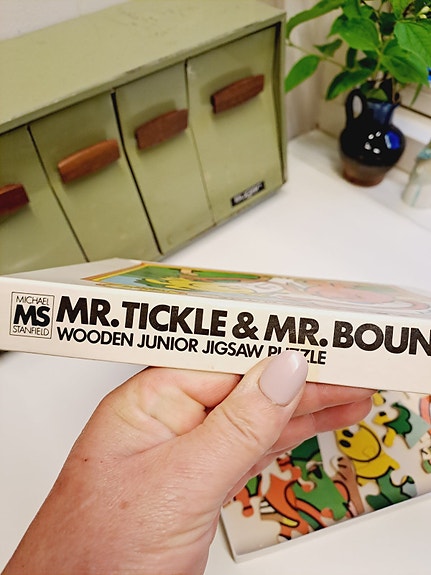 MICHAEL
MS
STANFIELD
MR. TICKLE & MR. BOUN
WOODEN JUNIOR JIGSAW PUZZLE